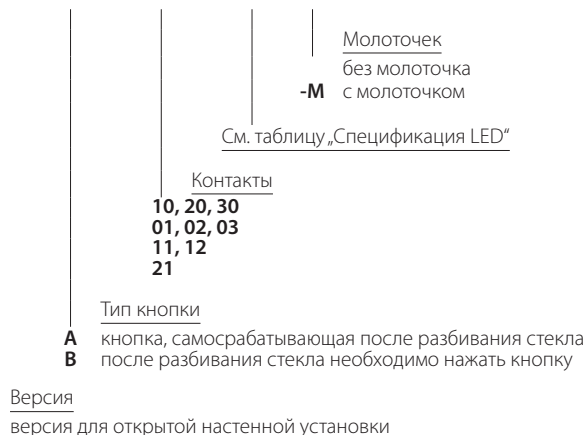 Молоточек
без молоточка
-M с молоточком
См. таблицу „Спецификация LED“
Контакты
10, 20, 30
01, 02, 03
11, 12
21
Тип кнопки
A кнопка, самосрабатывающая после разбивания стекла
B после разбивания стекла необходимо нажать кнопку
Версия
версия для открытой настенной установки